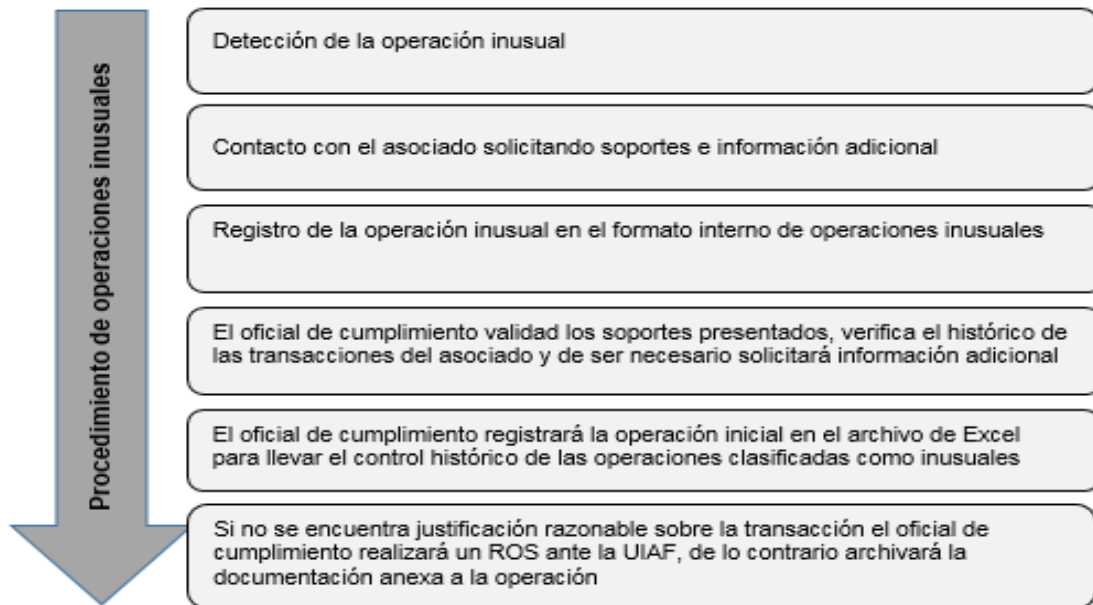 Procedimiento de operaciones inusuales
Detección de la operación inusual
Contacto con el asociado solicitando soportes e información adicional
Registro de la operación inusual en el formato interno de operaciones inusuales
El oficial de cumplimiento validad los soportes presentados, verifica el histórico de
las transacciones del asociado y de ser necesario solicitará información adicional
El oficial de cumplimiento registrará la operación inicial en el archivo de Excel
para llevar el control histórico de las operaciones clasificadas como inusuales
Si no se encuentra justificación razonable sobre la transacción el oficial de
cumplimiento realizará un ROS ante la UIAF, de lo contrario archivará la
documentación anexa a la operación